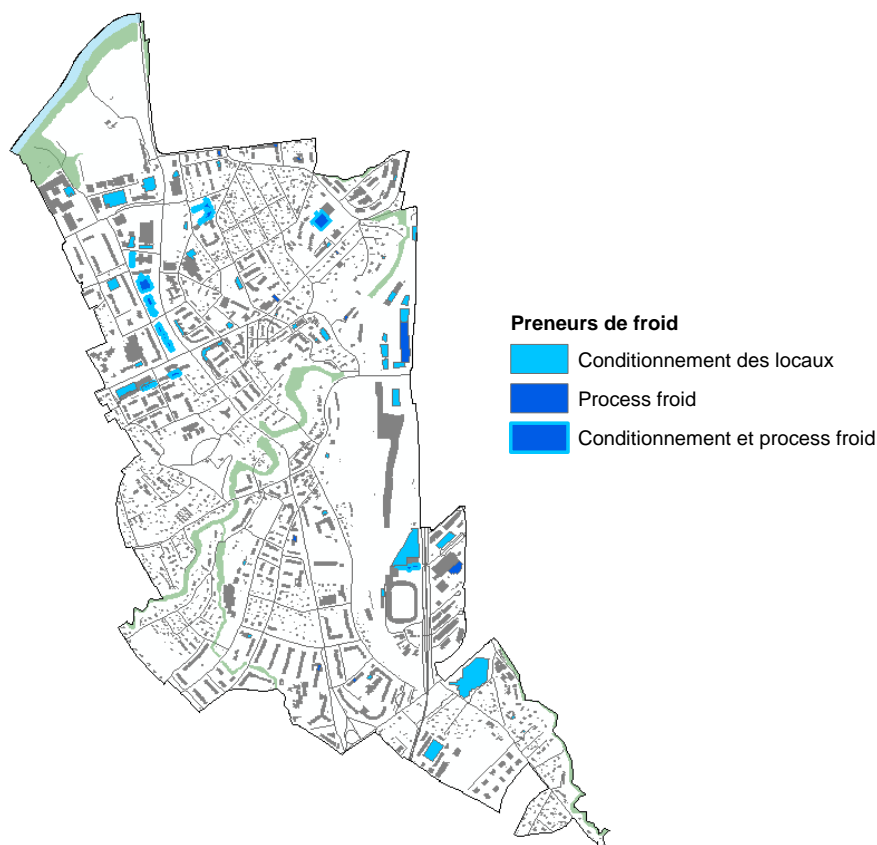 Preneurs de froid
Conditionnement des locaux
Process froid
Conditionnement et process froid